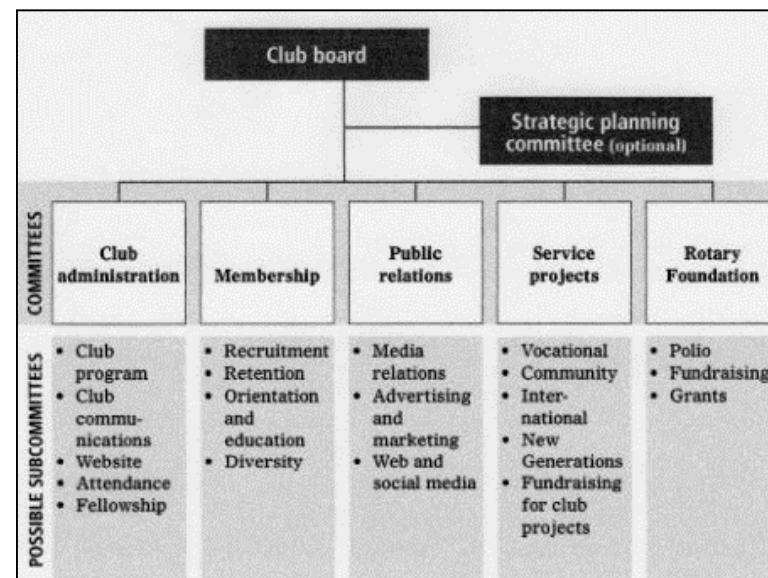 Club board
Strategic planning
committee (optional)
COMMITTEES
Club
administration
Membership
Public
relations
Service
projects
Rotary
Foundation
POSSIBLE SUBCOMMITTEES
• Club
program
• Club
commu-
nications
• Website
• Attendance
• Fellowship
• Recruitment
• Retention
• Orientation
and
education
• Diversity
• Media
relations
• Advertising
and
marketing
• Web and
social media
• Vocational
• Community
• Inter-
national
• New
Generations
• Fundraising
for club
projects
• Polio
• Fundraising
• Grants